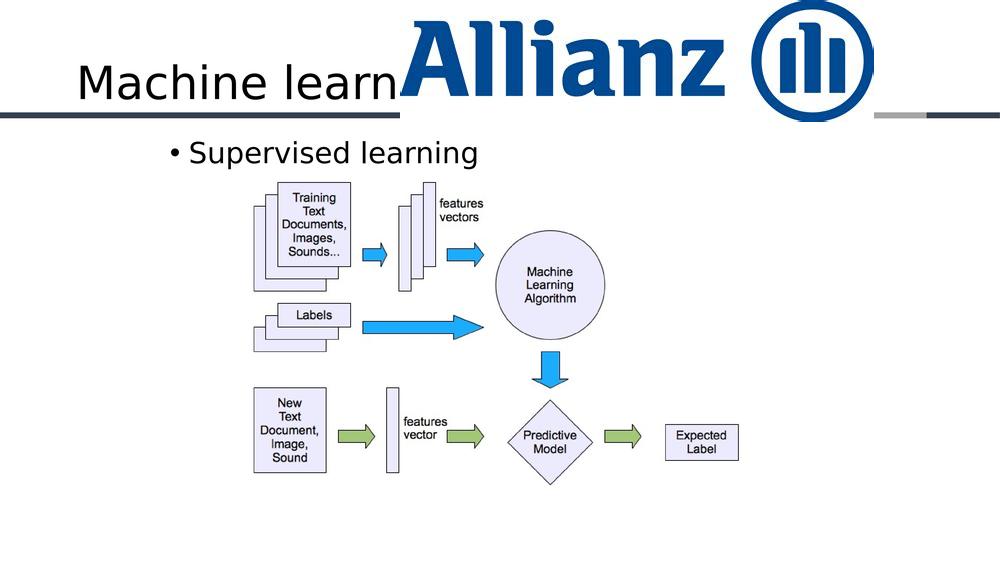 Machine learn
Allianz
• Supervised learning
Training
Text
Documents,
Images,
Sounds...
features
vectors
Machine
Learning
Algorithm
Labels
New
Text
Document,
Image,
Sound
features
vector
Predictive
Model
Expected
Label